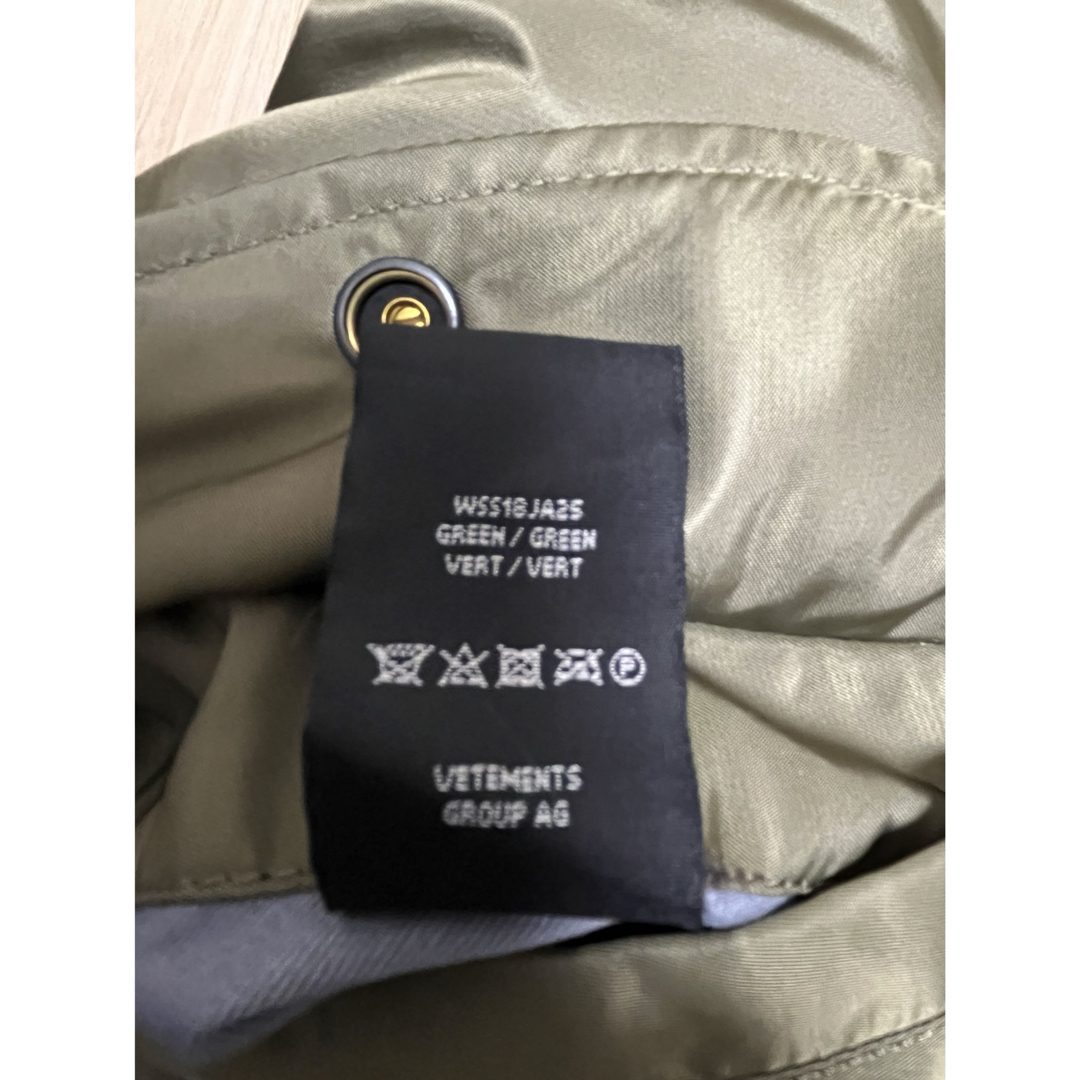 WSS18JA25
GREEN / GREEN
VERT / VERT
P
VETEMENTS
GROUP AG